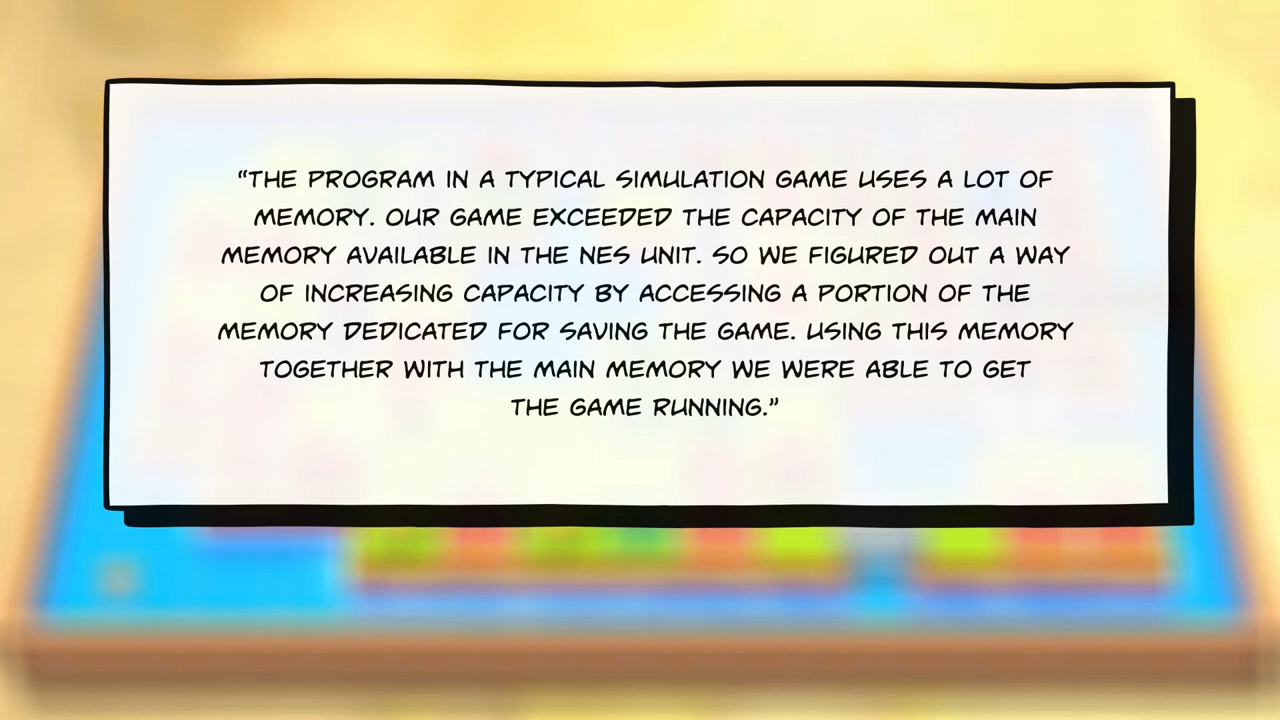 “THE PROGRAM IN A TYPICAL SIMULATION GAME USES A LOT OF
MEMORY. OUR GAME EXCEEDED THE CAPACITY OF THE MAIN
MEMORY AVAILABLE IN THE NES UNIT. SO WE FIGURED OUT A WAY
OF INCREASING CAPACITY BY ACCESSING A PORTION OF THE
MEMORY DEDICATED FOR SAVING THE GAME. USING THIS MEMORY
TOGETHER WITH THE MAIN MEMORY WE WERE ABLE TO GET
THE GAME RUNNING.”